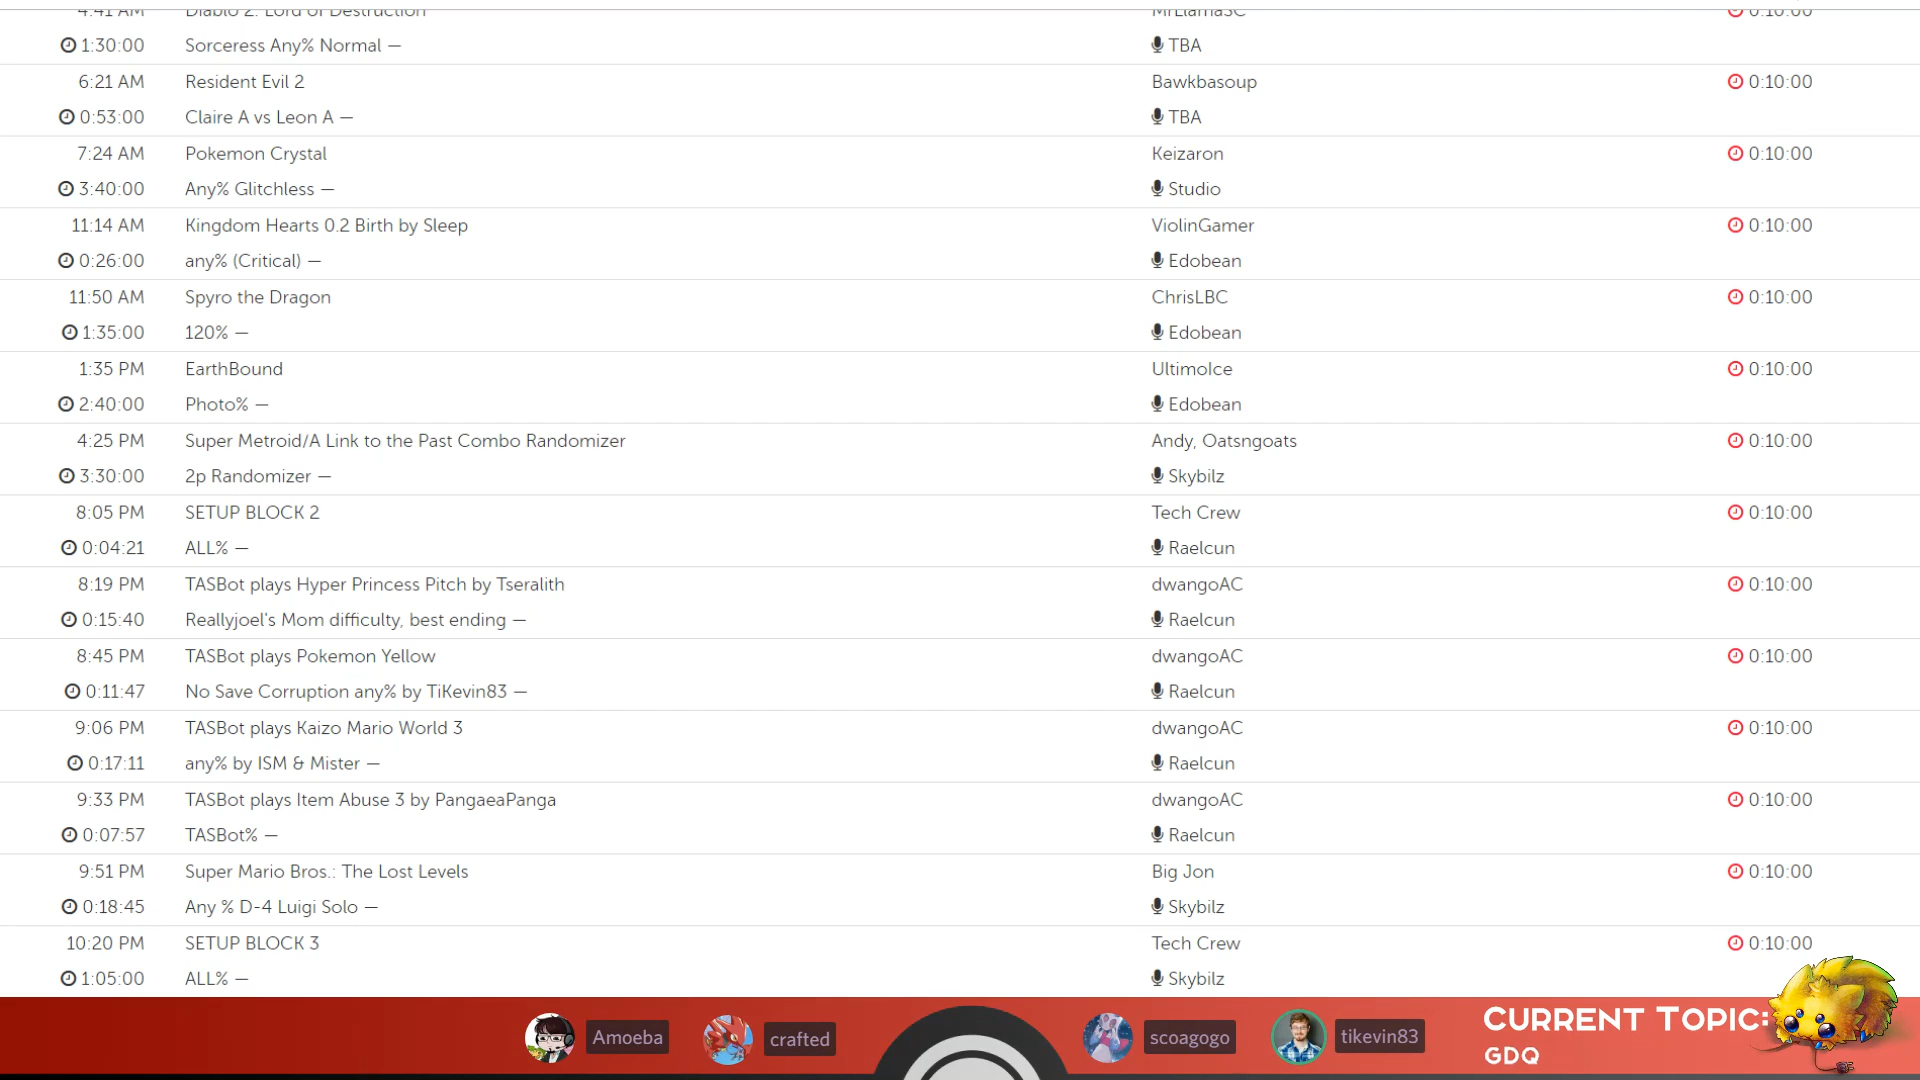 4:41 AM Diablo 2: Lord of Destruction MrLlamaSC 0:10:00
1:30:00 Sorceress Any% Normal — TBA
6:21 AM Resident Evil 2 Bawkbasoup 0:10:00
0:53:00 Claire A vs Leon A — TBA
7:24 AM Pokemon Crystal Keizaron 0:10:00
3:40:00 Any% Glitchless — Studio
11:14 AM Kingdom Hearts 0.2 Birth by Sleep ViolinGamer 0:10:00
0:26:00 any% (Critical) — Edobean
11:50 AM Spyro the Dragon ChrisLBC 0:10:00
1:35:00 120% — Edobean
1:35 PM EarthBound UltimoIce 0:10:00
2:40:00 Photo% — Edobean
4:25 PM Super Metroid/A Link to the Past Combo Randomizer Andy, Oatsngoats 0:10:00
3:30:00 2p Randomizer — Skybilz
8:05 PM SETUP BLOCK 2 Tech Crew 0:10:00
0:04:21 ALL% — Raelcun
8:19 PM TASBot plays Hyper Princess Pitch by Tseralith dwangoAC 0:10:00
0:15:40 Reallyjoel's Mom difficulty, best ending — Raelcun
8:45 PM TASBot plays Pokemon Yellow dwangoAC 0:10:00
0:11:47 No Save Corruption any% by TiKevin83 — Raelcun
9:06 PM TASBot plays Kaizo Mario World 3 dwangoAC 0:10:00
0:17:11 any% by ISM & Mister — Raelcun
9:33 PM TASBot plays Item Abuse 3 by PangaeaPanga dwangoAC 0:10:00
0:07:57 TASBot% — Raelcun
9:51 PM Super Mario Bros.: The Lost Levels Big Jon 0:10:00
0:18:45 Any % D-4 Luigi Solo — Skybilz
10:20 PM SETUP BLOCK 3 Tech Crew 0:10:00
1:05:00 ALL% — Skybilz
Amoeba crafted scoagogo tikevin83
CURRENT TOPIC:
GDQ